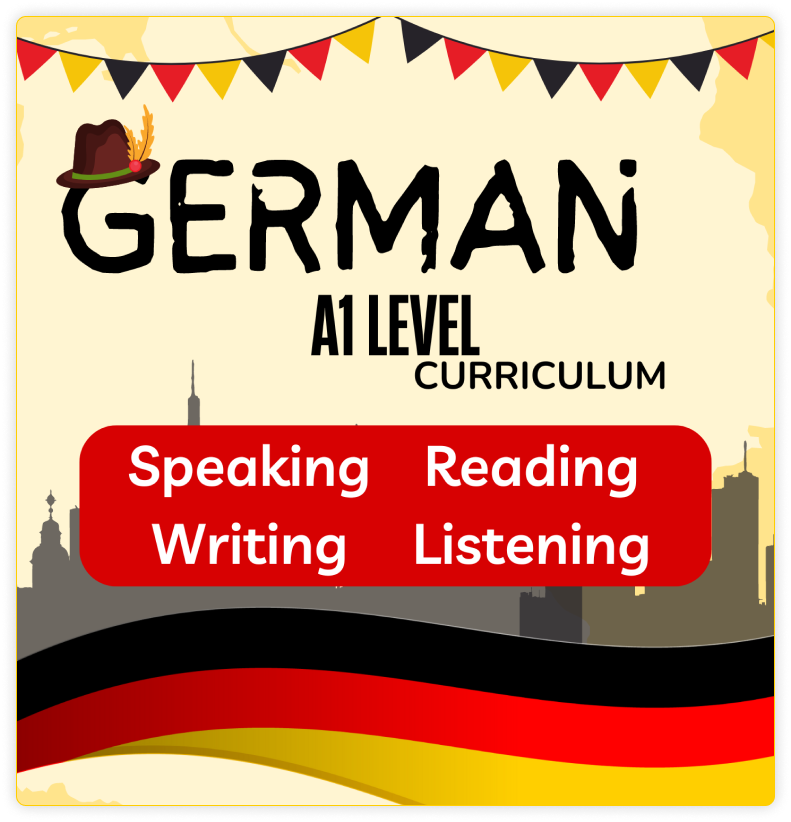 GERMAN
A1 LEVEL
CURRICULUM
Speaking Reading
Writing Listening